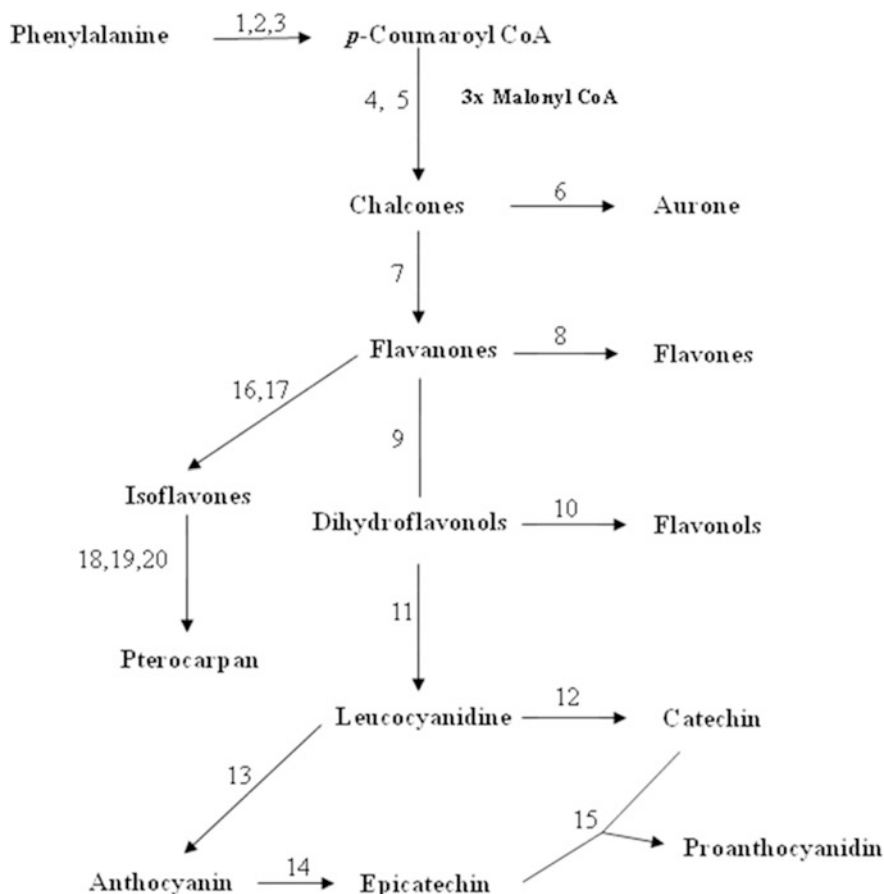 Phenylalanine 1,2,3 p-Coumaroyl CoA
4, 5 3x Malonyl CoA
Chalcones 6 Aurone
7
Flavanones 8 Flavones
16,17
9
Isoflavones
Dihydroflavonols 10 Flavonols
18,19,20
11
Pterocarpan
Leucocyanidine 12 Catechin
13
15
Proanthocyanidin
Anthocyanin 14 Epicatechin